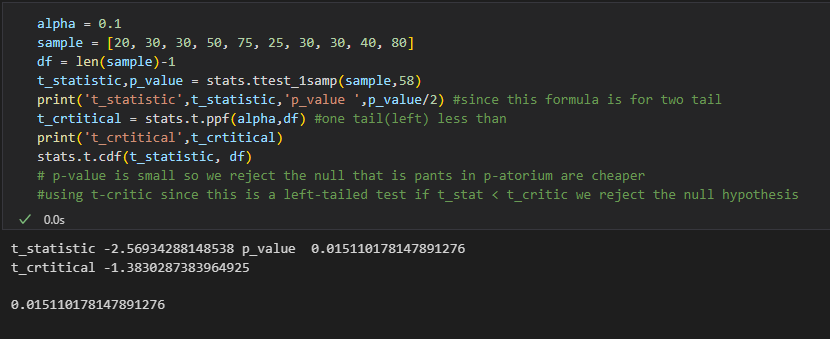 alpha = 0.1
sample = [20, 30, 30, 50, 75, 25, 30, 30, 40, 80]
df = len(sample)-1
t_statistic,p_value = stats.ttest_1samp(sample,58)
print('t_statistic',t_statistic,'p_value ',p_value/2) #since this formula is for two tail
t_crtitical = stats.t.ppf(alpha,df) #one tail(left) less than
print('t_crtitical',t_crtitical)
stats.t.cdf(t_statistic, df)
# p-value is small so we reject the null that is pants in p-atorium are cheaper
#using t-critic since this is a left-tailed test if t_stat < t_critic we reject the null hypothesis
0.0s
t_statistic -2.56934288148538 p_value  0.015110178147891276
t_crtitical -1.3830287383964925
0.015110178147891276